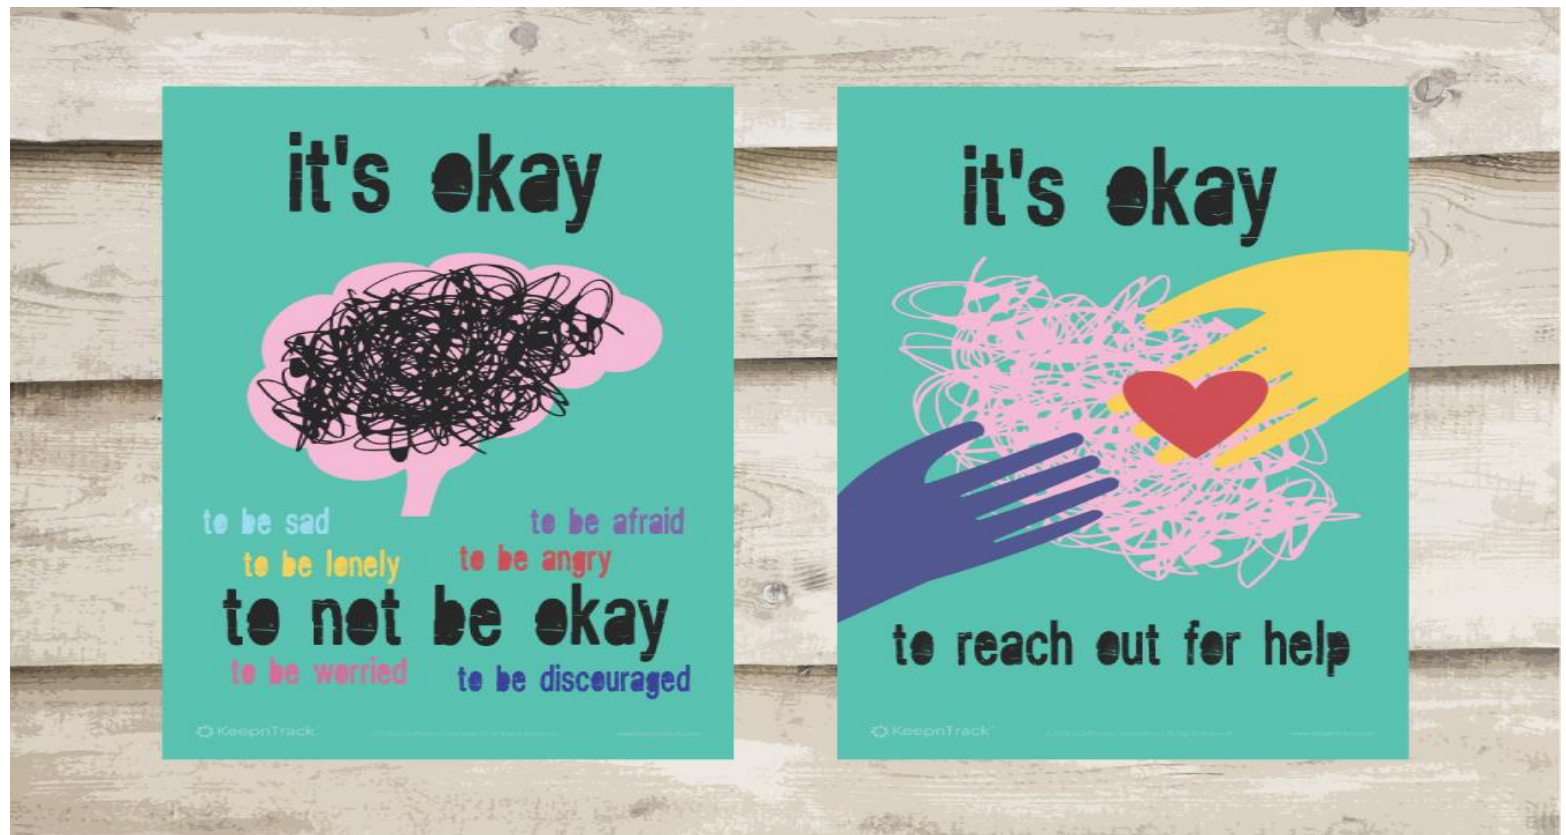 it's okay
to be sad
to be afraid
to be lonely
to be angry
to not be okay
to be worried
to be discouraged
KeepnTrack
it's okay
to reach out for help
KeepnTrack